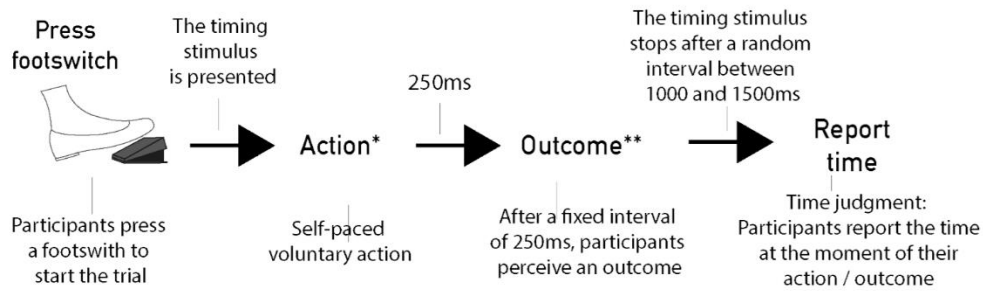 Press
footswitch
Participants press
a footswith to
start the trial
The timing
stimulus
is presented
Action*
Self-paced
voluntary action
250ms
Outcome**
After a fixed interval
of 250ms, participants
perceive an outcome
The timing stimulus
stops after a random
interval between
1000 and 1500ms
Report
time
Time judgment:
Participants report the time
at the moment of their
action / outcome